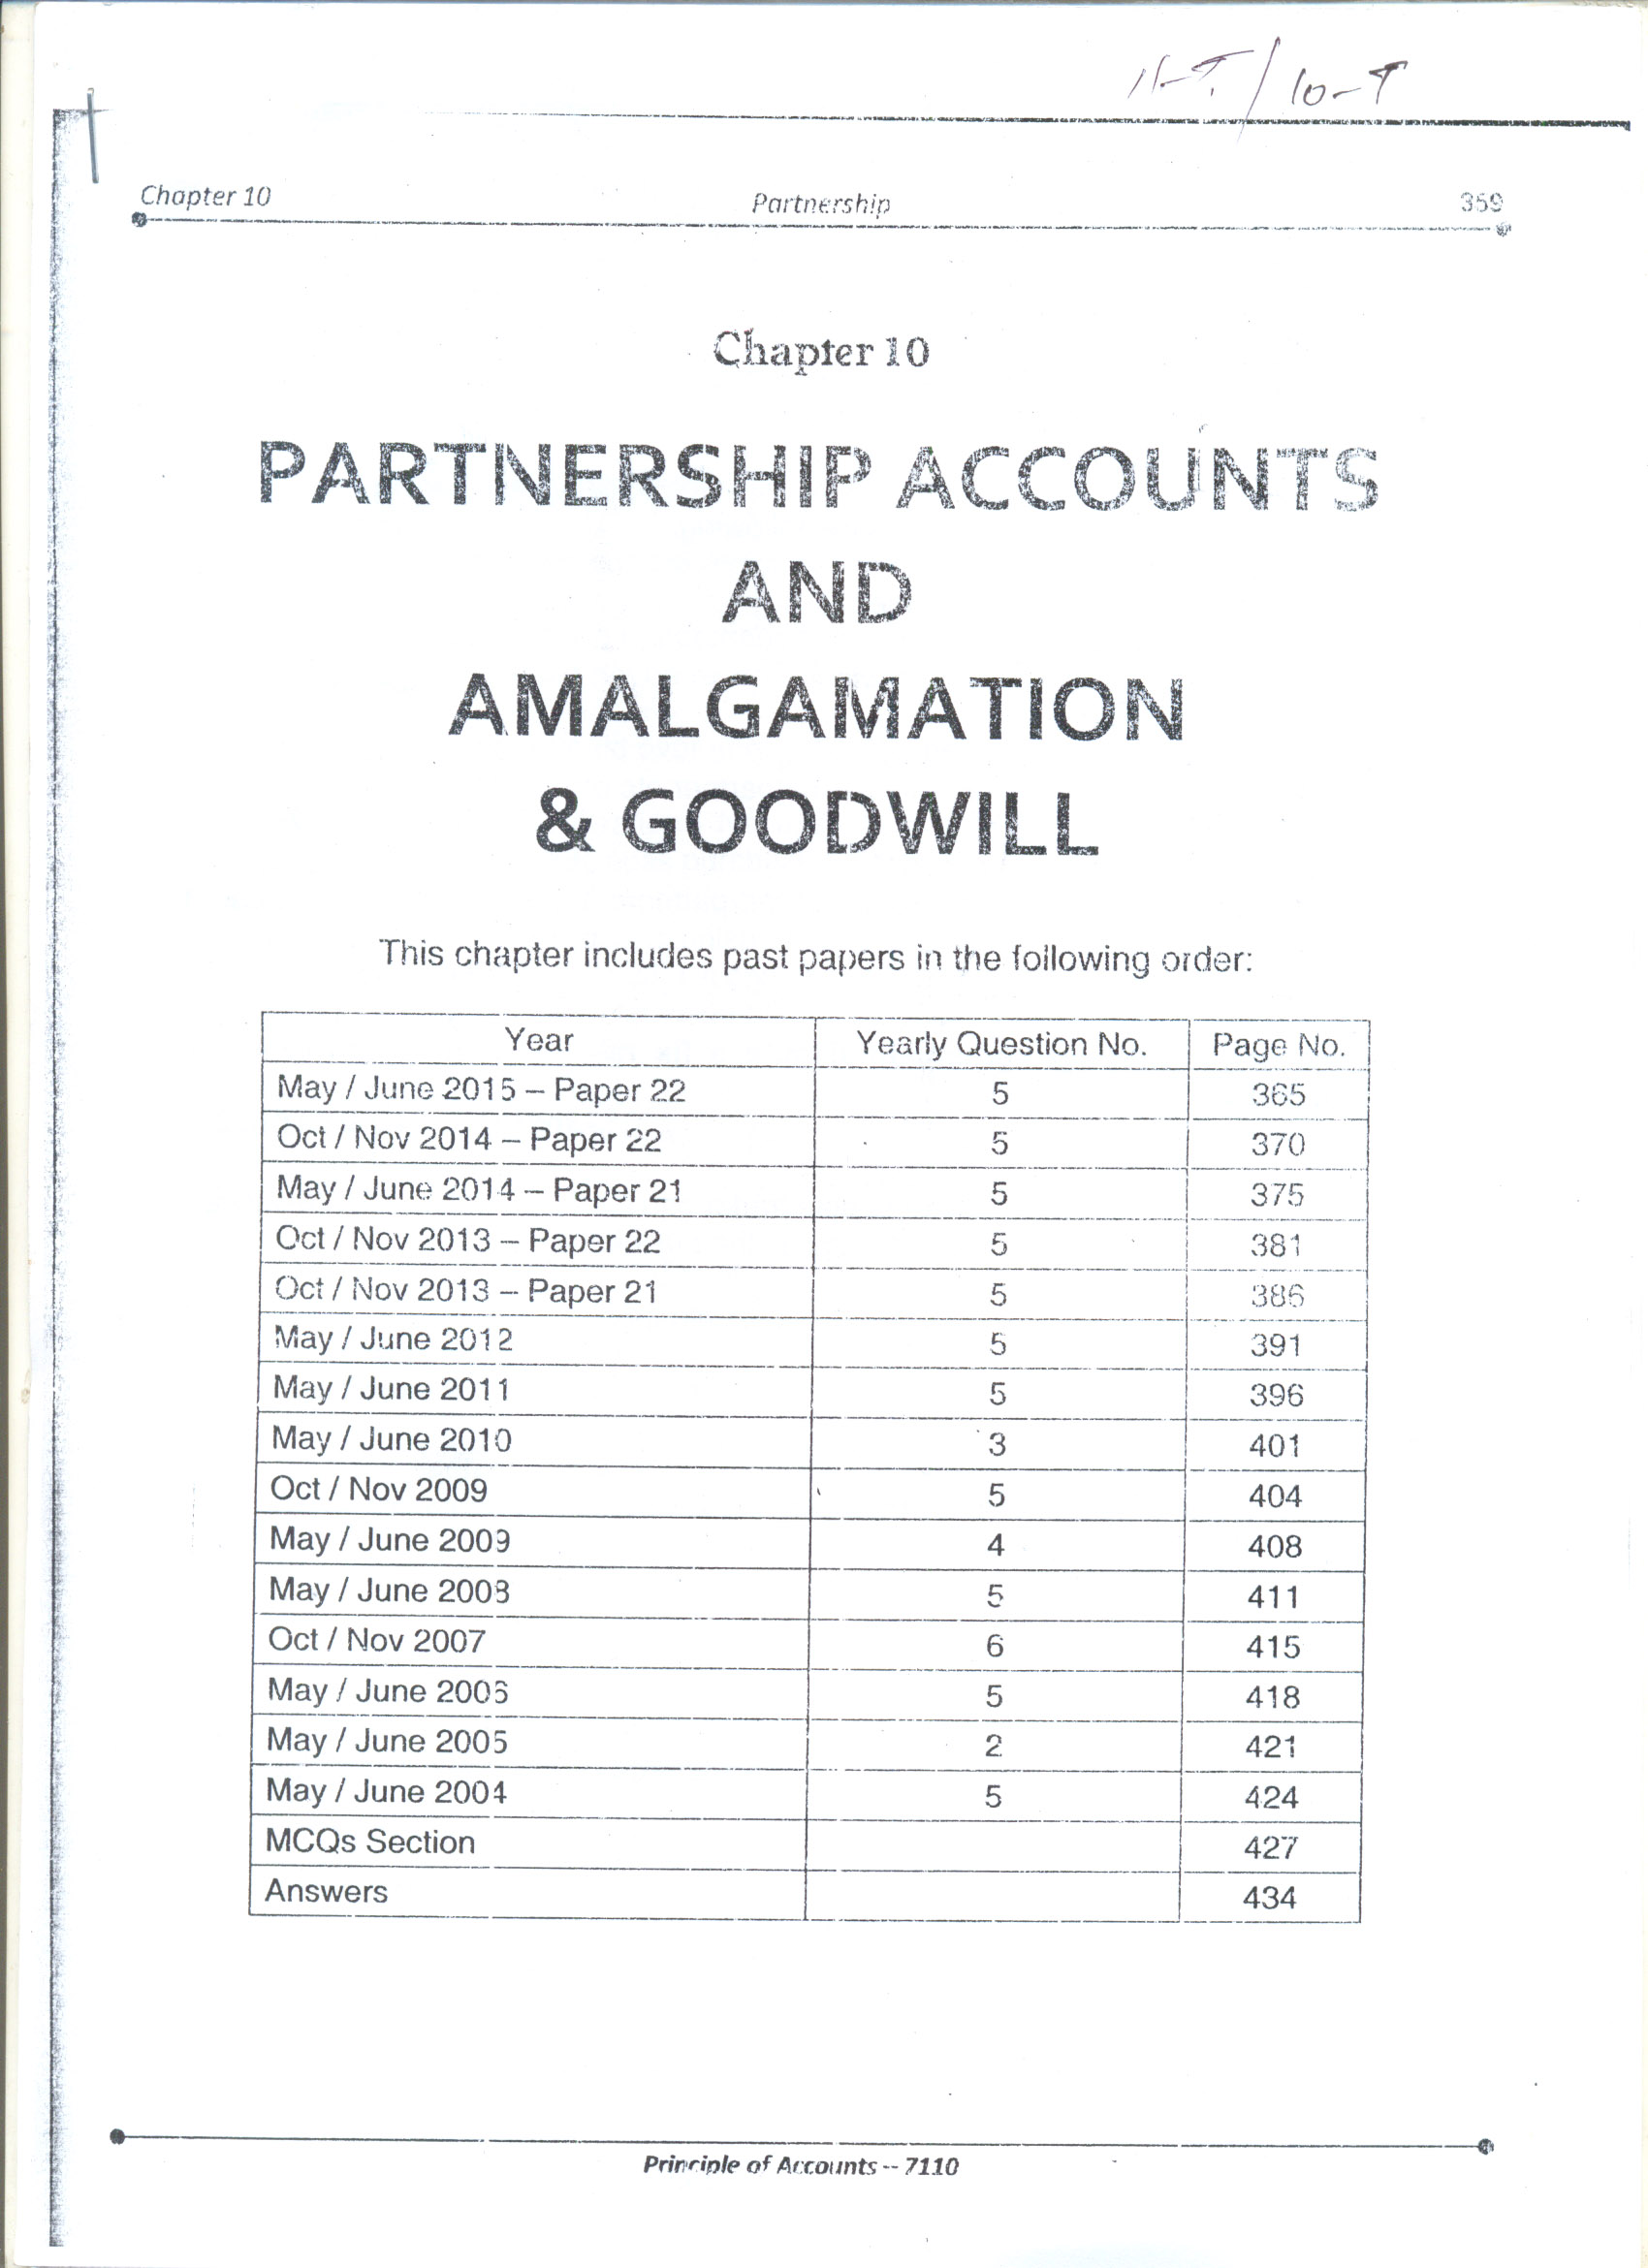 11-T. / 10-T
Chapter 10 Partnership 359
Chapter 10
PARTNERSHIP ACCOUNTS
AND
AMALGAMATION
& GOODWILL
This chapter includes past papers in the following order:
Year Yearly Question No. Page No.
May / June 2015 – Paper 22 5 365
Oct / Nov 2014 – Paper 22 5 370
May / June 2014 – Paper 21 5 375
Oct / Nov 2013 – Paper 22 5 381
Oct / Nov 2013 – Paper 21 5 386
May / June 2012 5 391
May / June 2011 5 396
May / June 2010 3 401
Oct / Nov 2009 5 404
May / June 2009 4 408
May / June 2008 5 411
Oct / Nov 2007 6 415
May / June 2006 5 418
May / June 2005 2 421
May / June 2004 5 424
MCQs Section 427
Answers 434
Principle of Accounts -- 7110